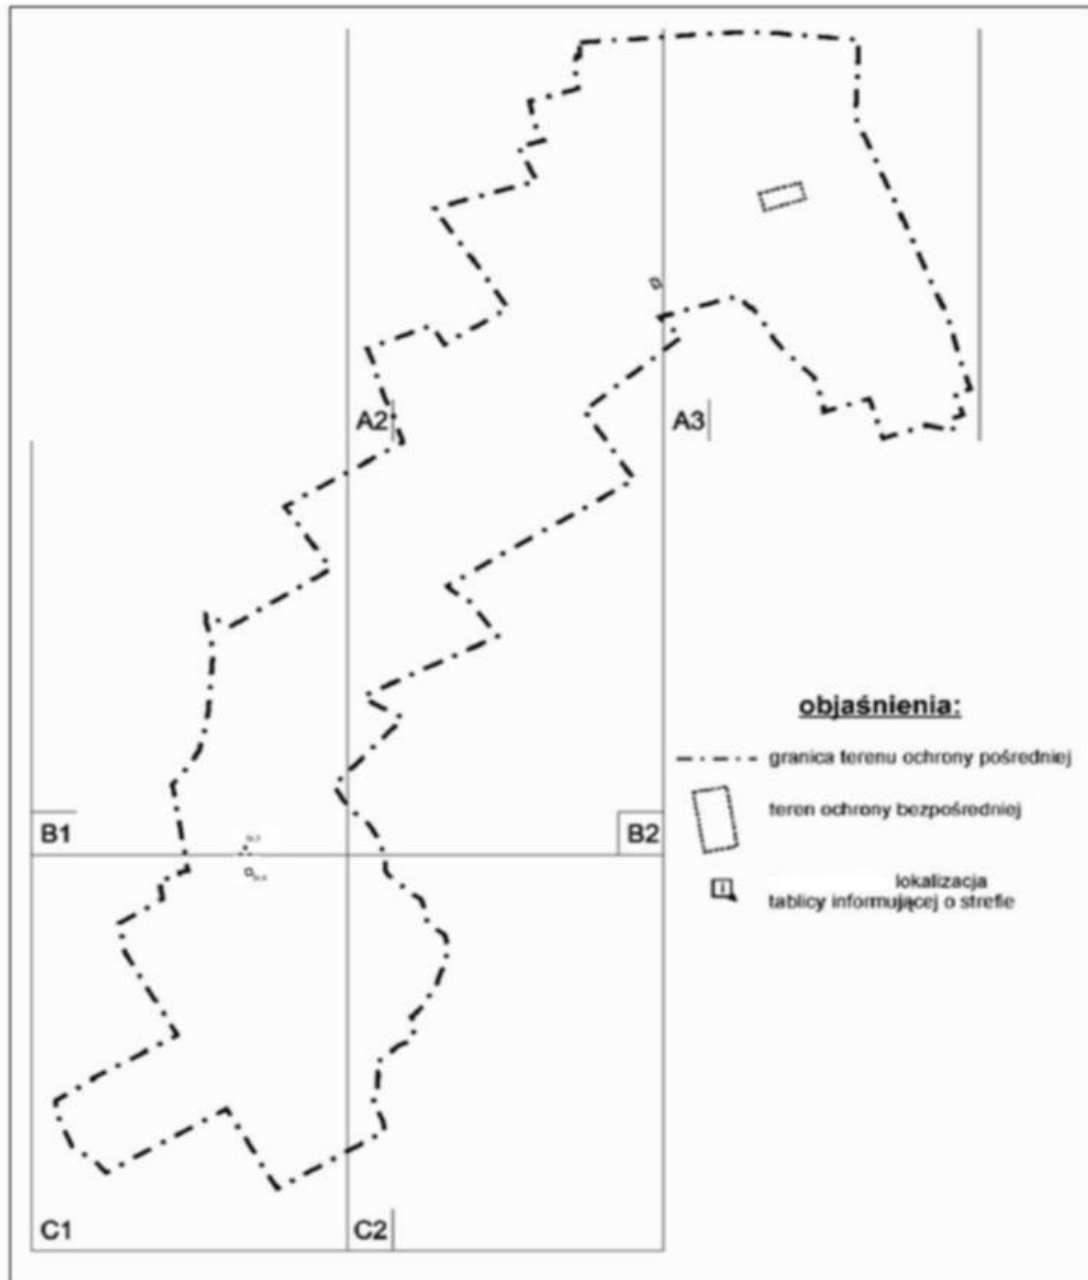 A2
A3
objaśnienia:
granica terenu ochrony pośredniej
teren ochrony bezpośredniej
B1
B2
lokalizacja
tablicy informującej o strefie
C1
C2